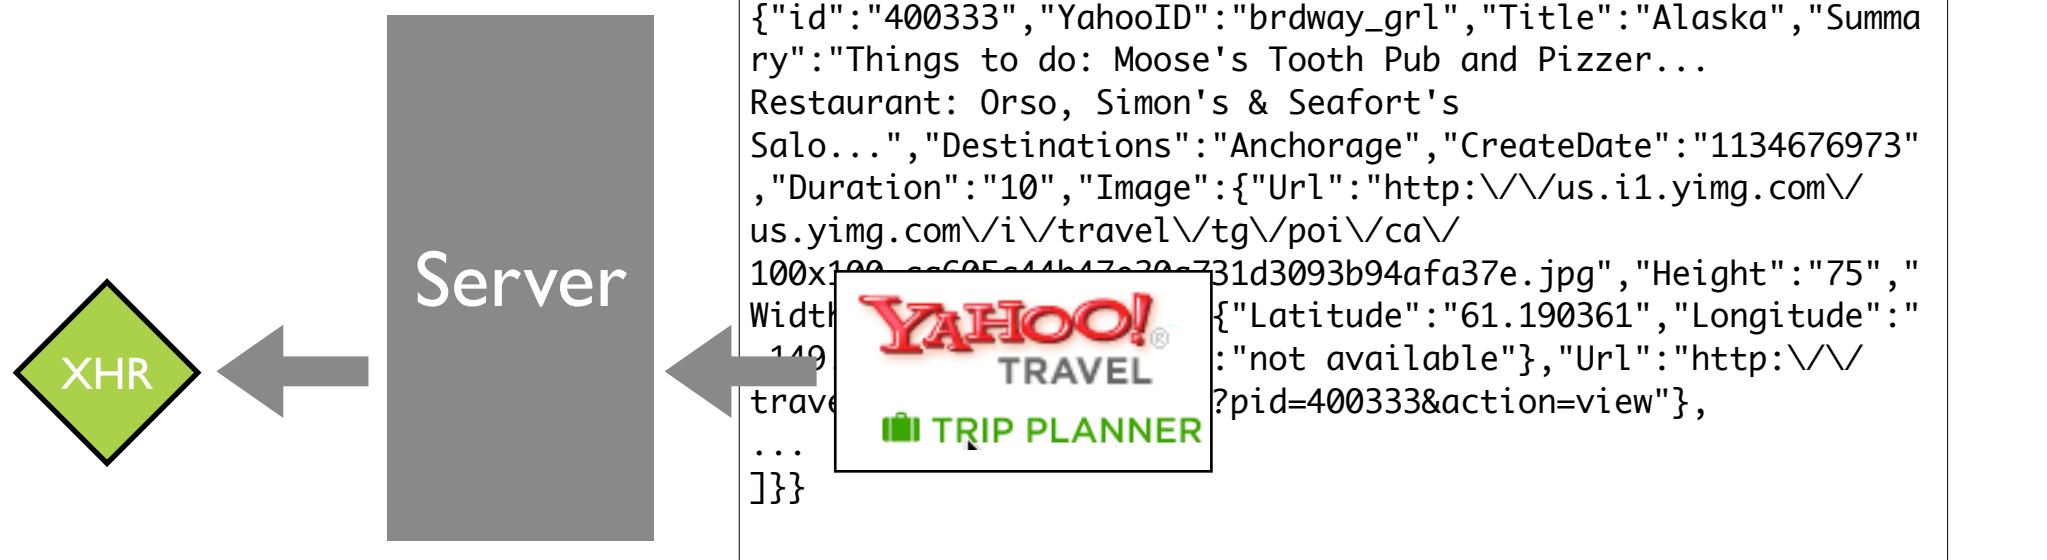 {"id":"400333","YahooID":"brdway_grl","Title":"Alaska","Summa
ry":"Things to do: Moose's Tooth Pub and Pizzer...
Restaurant: Orso, Simon's & Seafort's
Salo...","Destinations":"Anchorage","CreateDate":"1134676973"
,"Duration":"10","Image":{"Url":"http:\/\/us.i1.yimg.com\/
us.yimg.com\/i\/travel\/tg\/poi\/ca\/
731d3093b94afa37e.jpg","Height":"75","
Width {"Latitude":"61.190361","Longitude":"
149 :"not available"},"Url":"http:\/\/
trave ?pid=400333&action=view"},
...
]}}
Server
XHR
YAHOO!®
TRAVEL
TRIP PLANNER